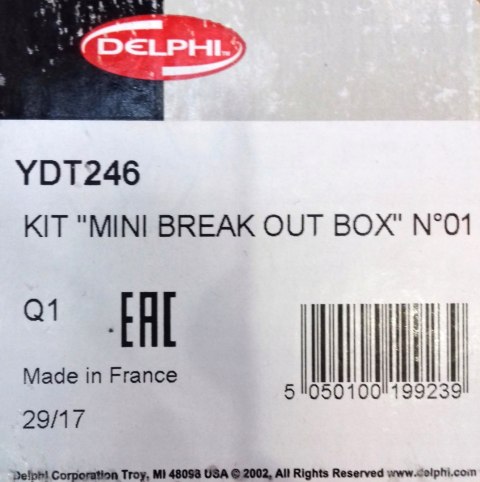 DELPHI
YDT246
KIT "MINI BREAK OUT BOX" N°01
Q1
EAC
Made in France
5 050100 199239
29/17
Delphi Corporation Troy, MI 48098 USA © 2002, All Rights Reserved www.delphi.com